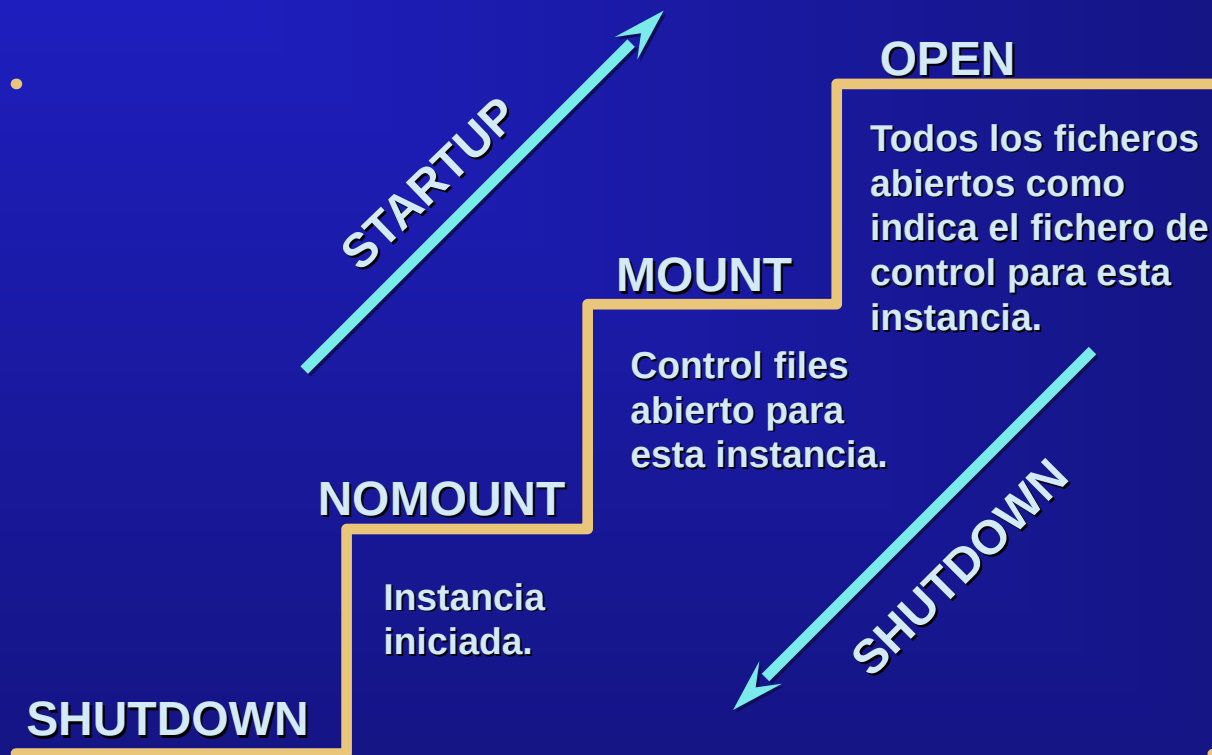 OPEN
Todos los ficheros
abiertos como
indica el fichero de
control para esta
instancia.
STARTUP
MOUNT
Control files
abierto para
esta instancia.
NOMOUNT
Instancia
iniciada.
SHUTDOWN
SHUTDOWN